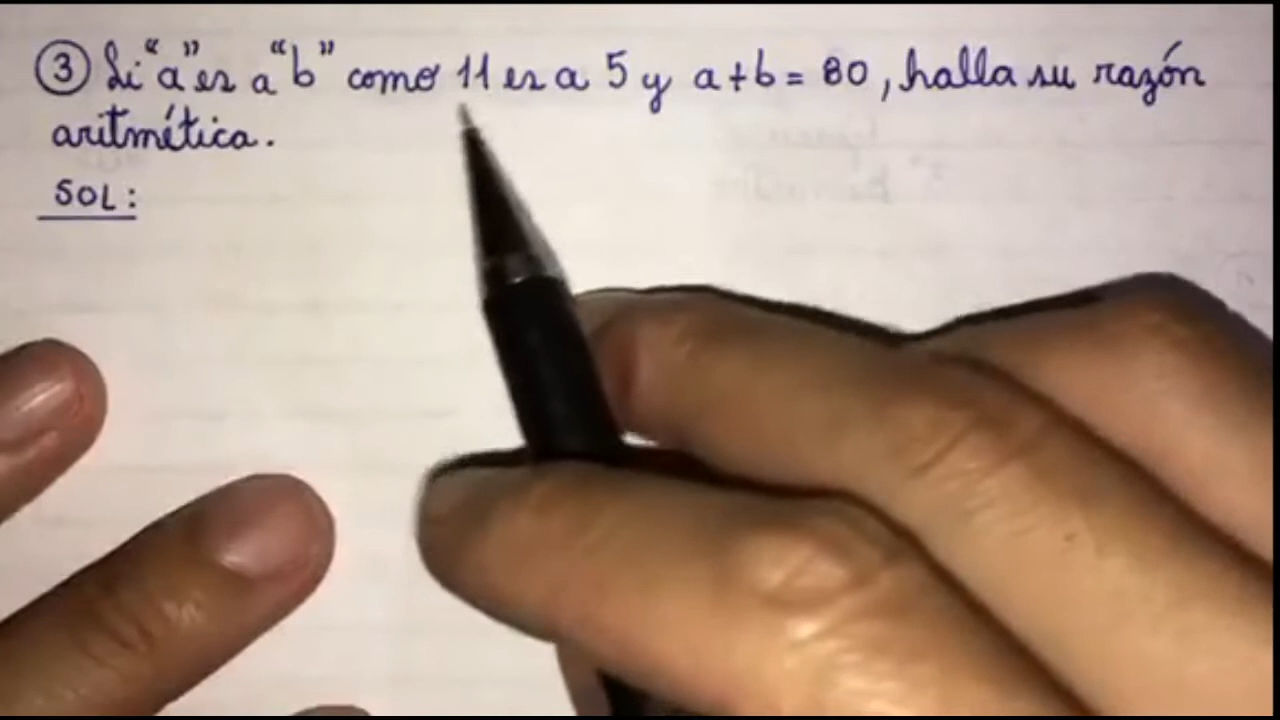 ③ Si "a" es a "b" como 11 es a 5 y a + b = 80, halla su razón
aritmética.
SOL: